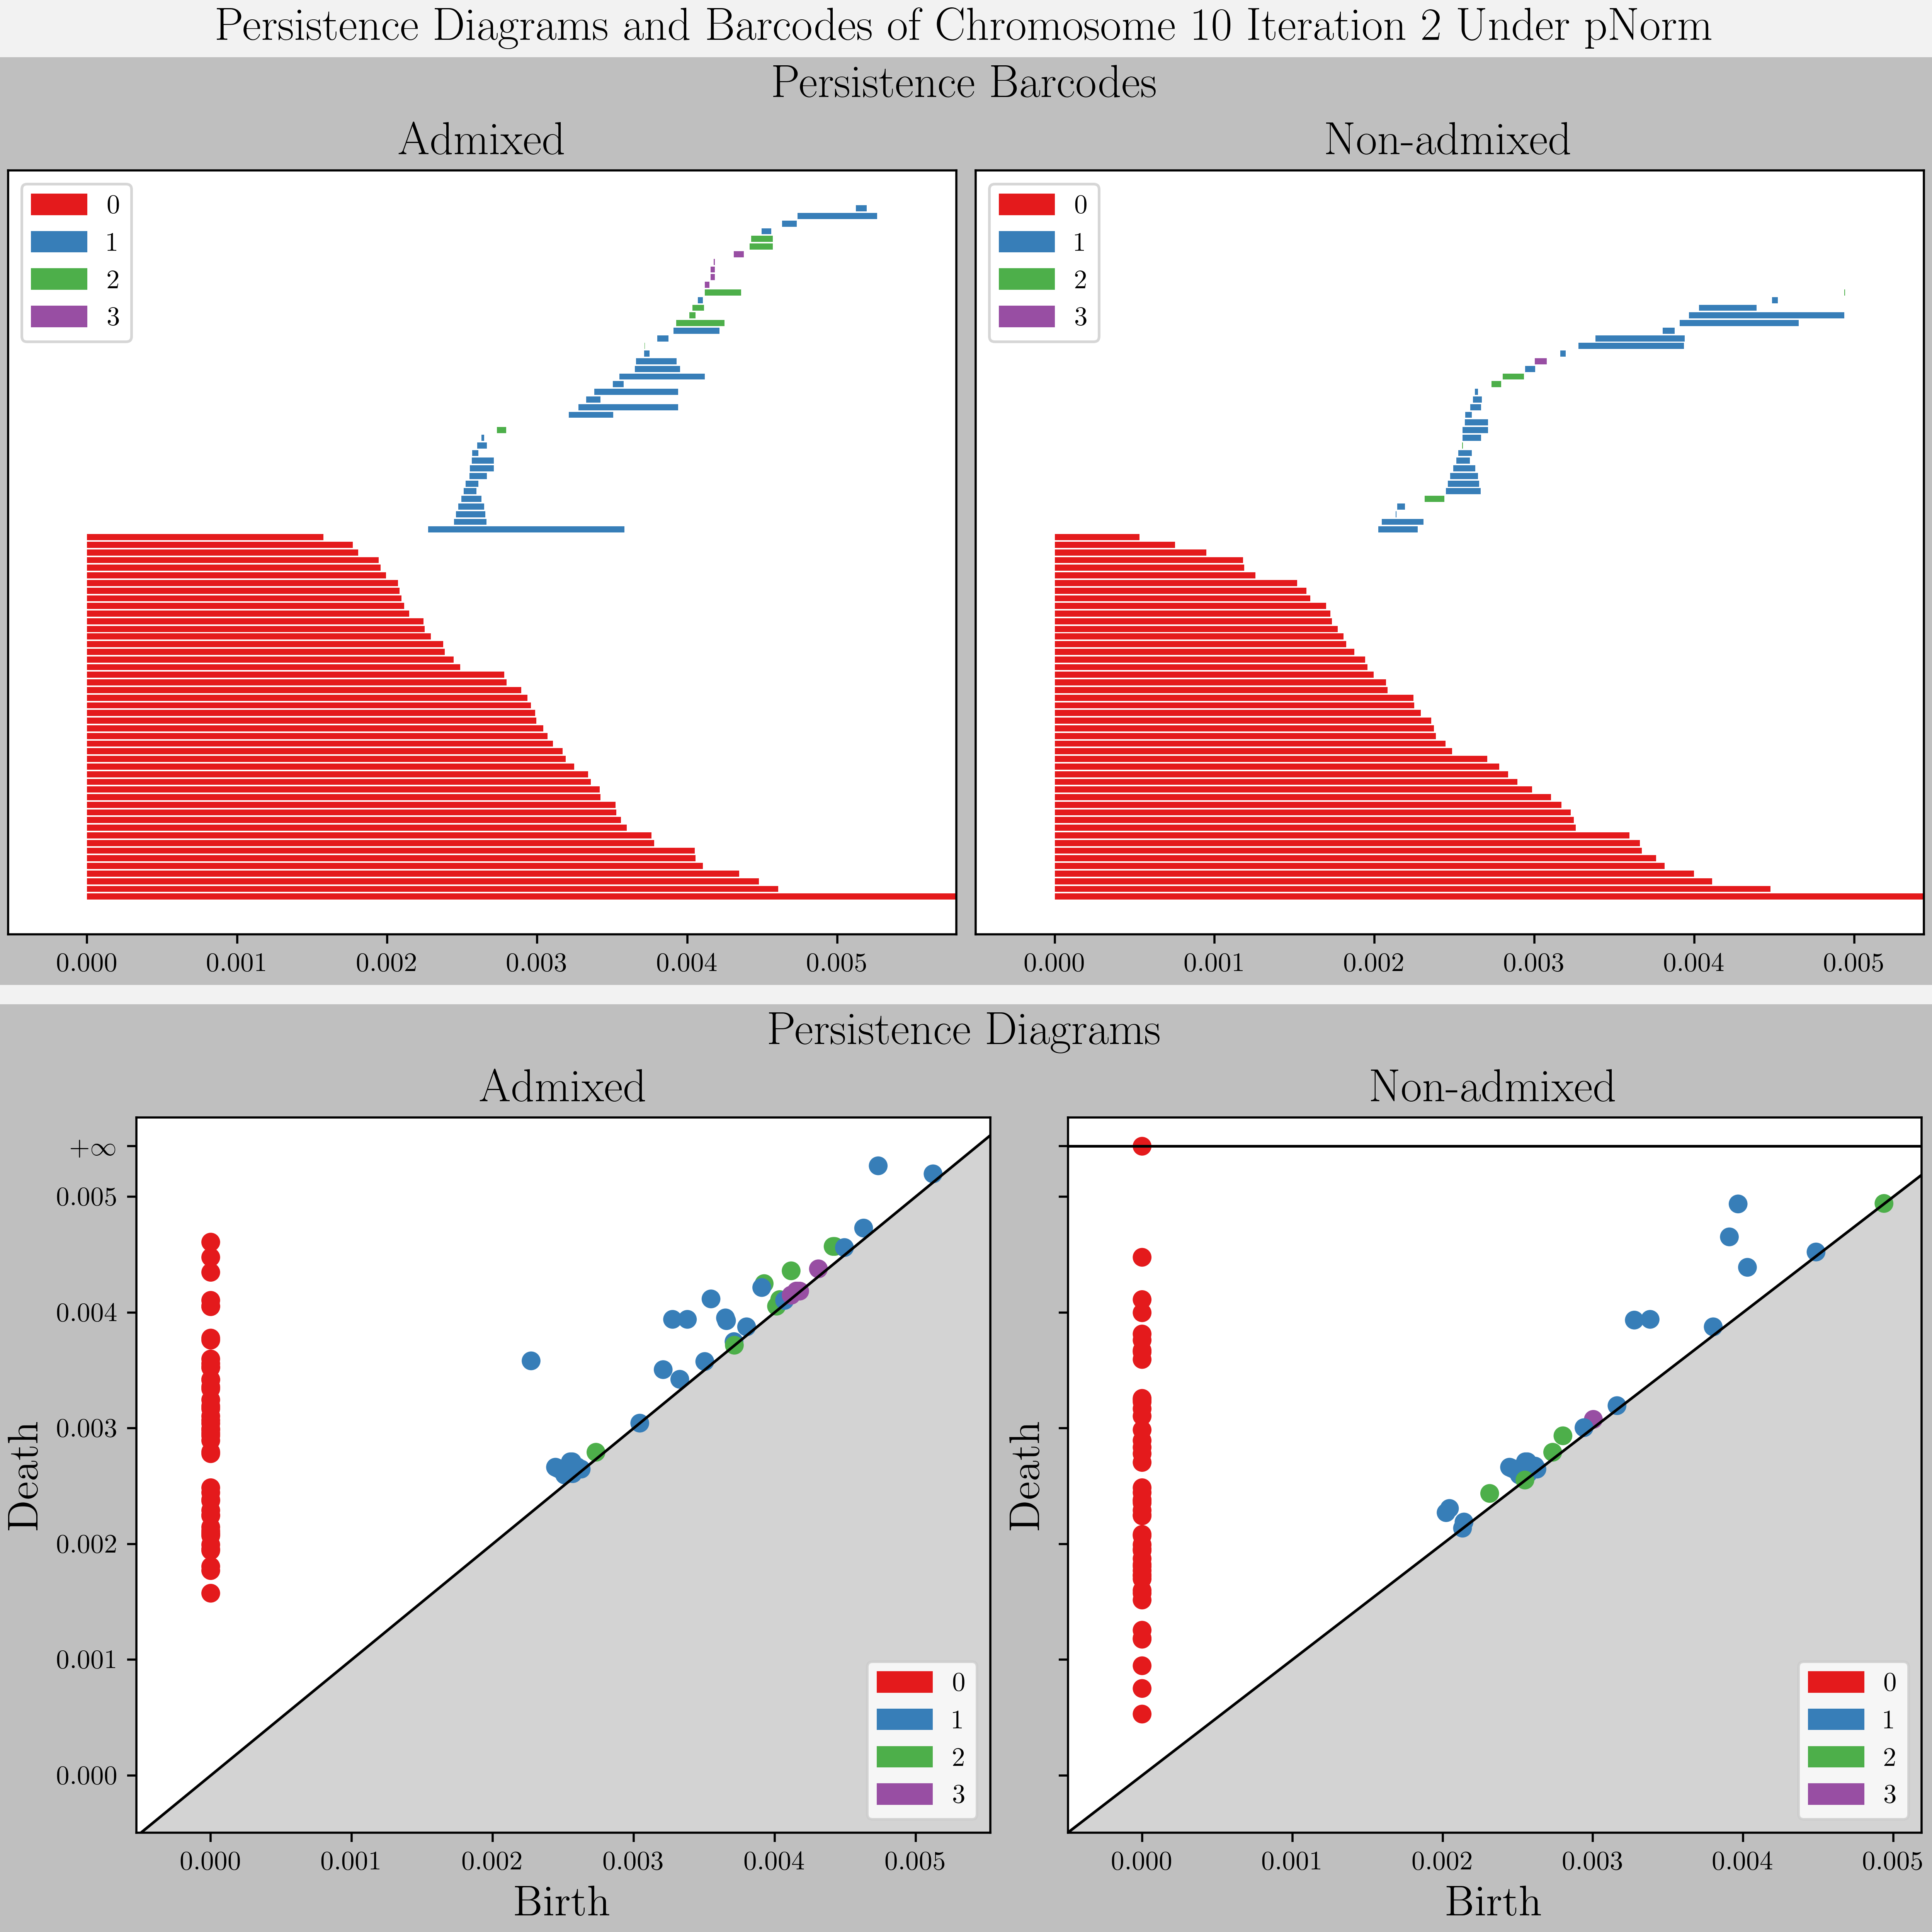 Persistence Diagrams and Barcodes of Chromosome 10 Iteration 2 Under pNorm
Persistence Barcodes
Admixed
0
1
2
3
0.000 0.001 0.002 0.003 0.004 0.005
Non-admixed
0
1
2
3
0.000 0.001 0.002 0.003 0.004 0.005
Persistence Diagrams
Admixed
Death
+∞
0.005
0.004
0.003
0.002
0.001
0.000
0
1
2
3
0.000 0.001 0.002 0.003 0.004 0.005
Birth
Non-admixed
Death
0
1
2
3
0.000 0.001 0.002 0.003 0.004 0.005
Birth